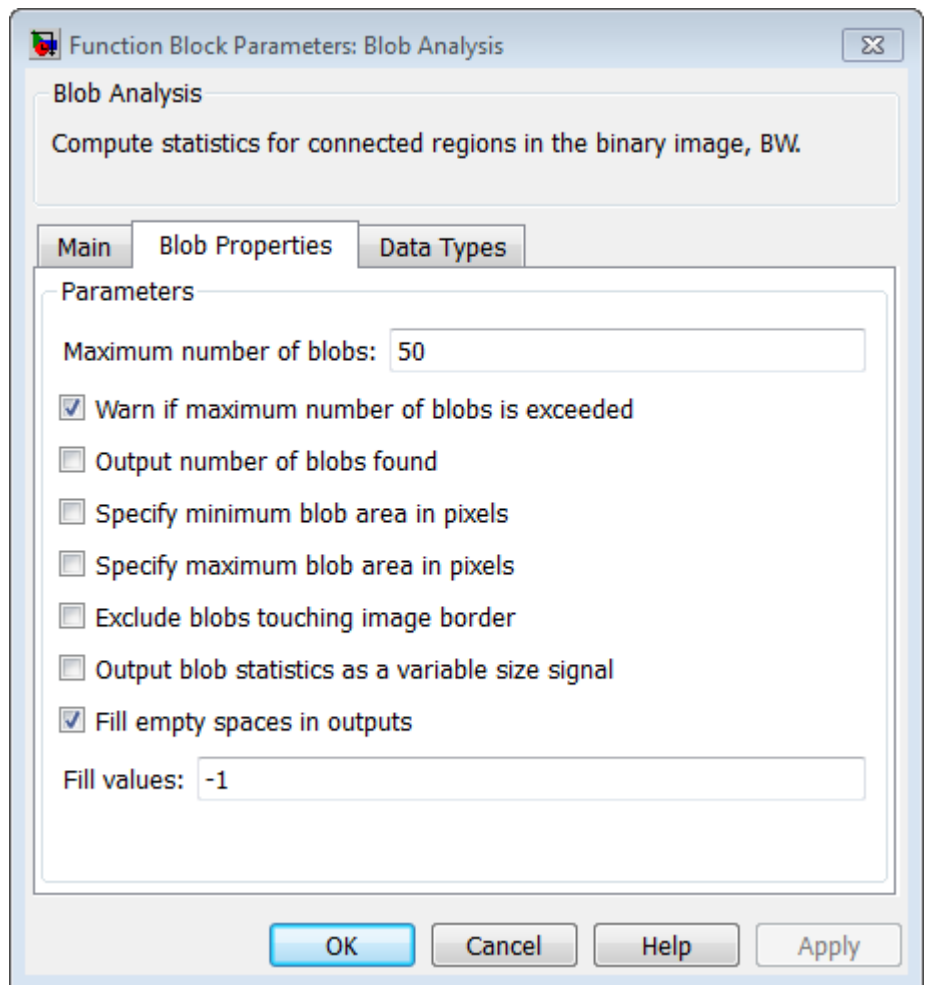 Function Block Parameters: Blob Analysis
Blob Analysis
Compute statistics for connected regions in the binary image, BW.
Main Blob Properties Data Types
Parameters
Maximum number of blobs: 50
Warn if maximum number of blobs is exceeded
Output number of blobs found
Specify minimum blob area in pixels
Specify maximum blob area in pixels
Exclude blobs touching image border
Output blob statistics as a variable size signal
Fill empty spaces in outputs
Fill values: -1
OK Cancel Help Apply